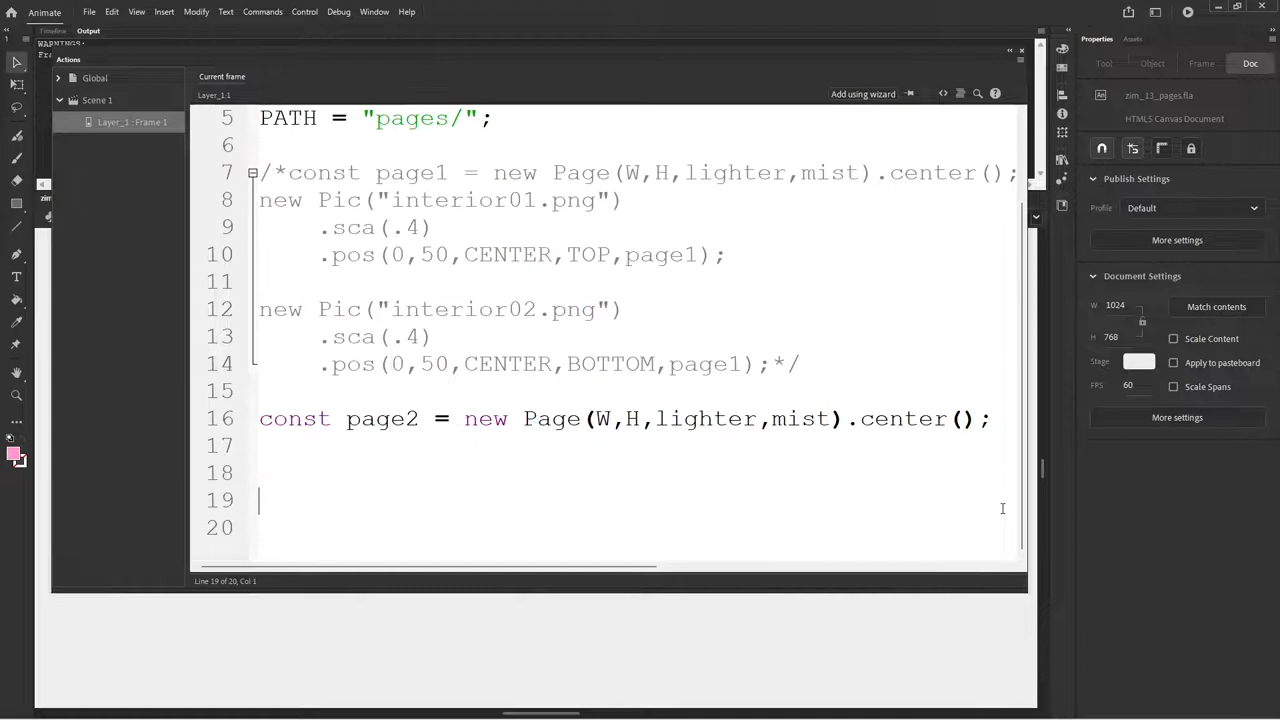 Animate
File Edit View Insert Modify Text Commands Control Debug Window Help
Timeline Output
WARNINGS:
Actions
Global
Scene 1
Layer_1 : Frame 1
Current frame
Layer_1:1
Add using wizard
5 PATH = "pages/";
6
7 /*const page1 = new Page(W,H,lighter,mist).center();
8 new Pic("interior01.png")
9 .sca(.4)
10 .pos(0,50,CENTER,TOP,page1);
11
12 new Pic("interior02.png")
13 .sca(.4)
14 .pos(0,50,CENTER,BOTTOM,page1);*/
15
16 const page2 = new Page(W,H,lighter,mist).center();
17
18
19
20
Line 19 of 20, Col 1
Properties Assets
Tool Object Frame Doc
An zim_13_pages.fla
HTML5 Canvas Document
Publish Settings
Profile Default
More settings
Document Settings
W 1024 Match contents
H 768 Scale Content
Stage Apply to pasteboard
FPS 60 Scale Spans
More settings